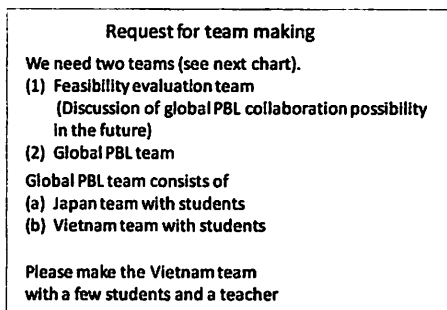 Request for team making
We need two teams (see next chart).
(1) Feasibility evaluation team
(Discussion of global PBL collaboration possibility
in the future)
(2) Global PBL team
Global PBL team consists of
(a) Japan team with students
(b) Vietnam team with students
Please make the Vietnam team
with a few students and a teacher